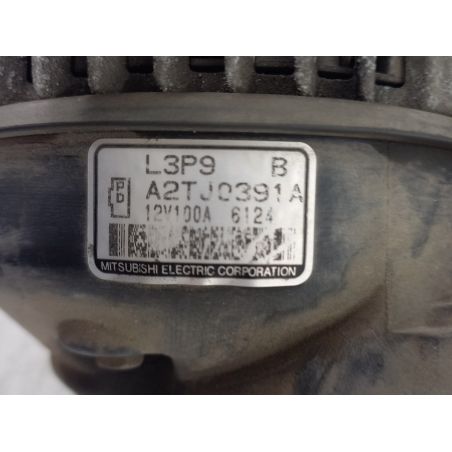 L3P9 B
A2TJ0391A
12V100A 6124
MITSUBISHI ELECTRIC CORPORATION